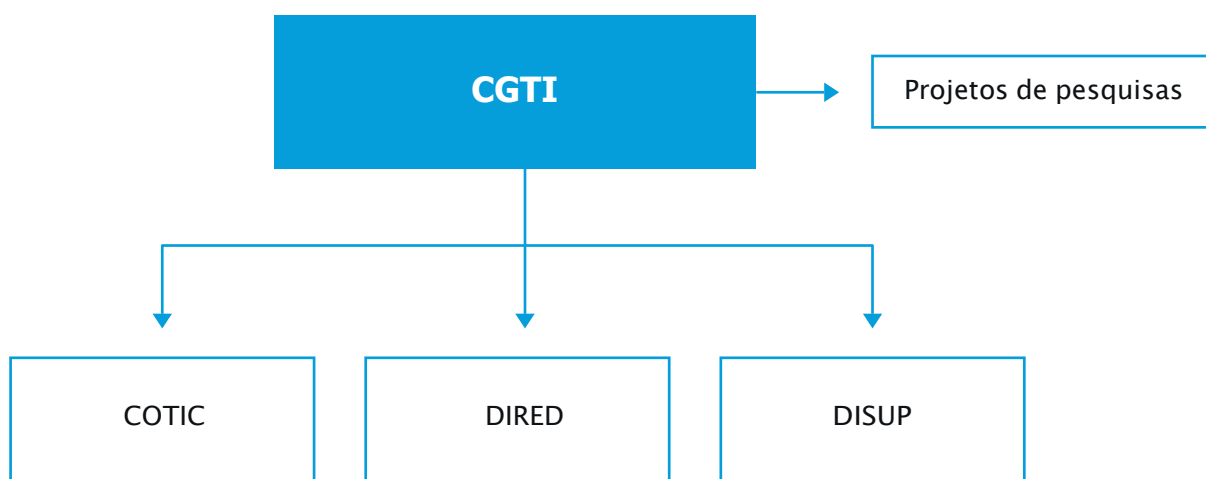 CGTI
Projetos de pesquisas
COTIC
DIRED
DISUP